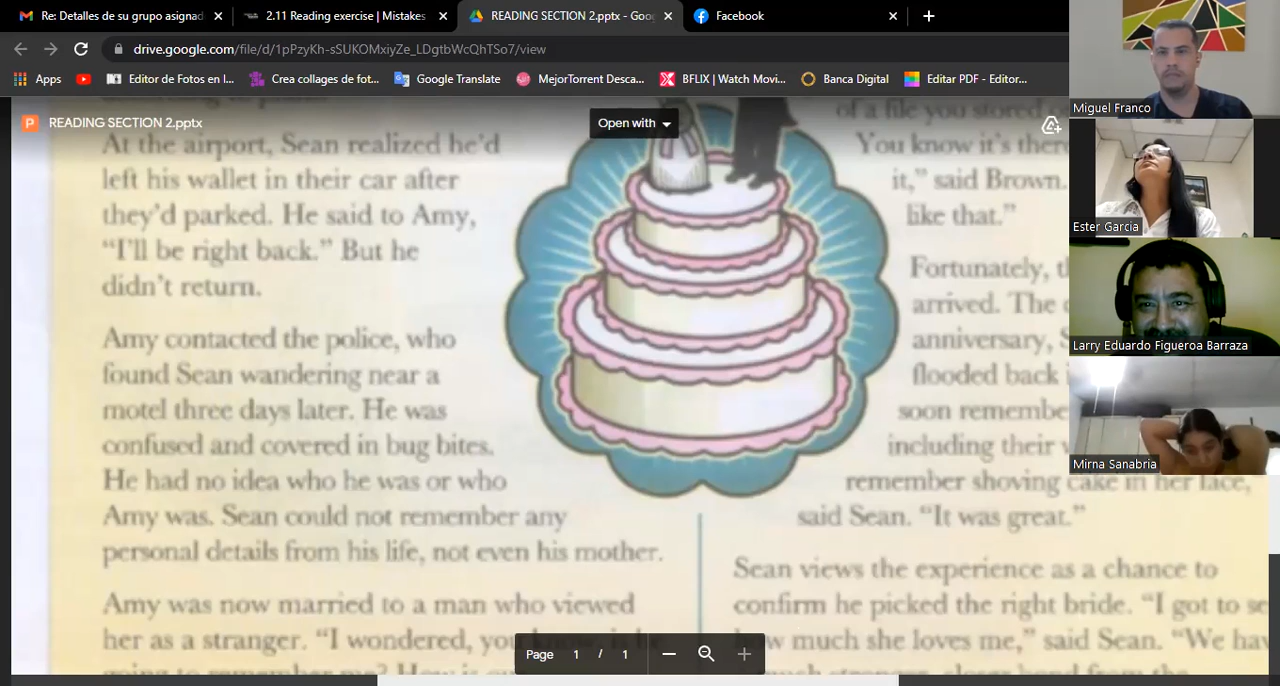 Re: Detalles de su grupo asignad
2.11 Reading exercise | Mistakes
READING SECTION 2.pptx - Goo
Facebook
drive.google.com/file/d/1pPzyKh-sSUKOMxiyZe_LDgtbWcQhTSo7/view
Apps
Editor de Fotos en l...
Crea collages de fot...
Google Translate
MejorTorrent Desca...
BFLIX | Watch Movi...
Banca Digital
Editar PDF - Editor...
READING SECTION 2.pptx
Open with
At the airport, Sean realized he'd
left his wallet in their car after
they'd parked. He said to Amy,
"I'll be right back." But he
didn't return.
Amy contacted the police, who
found Sean wandering near a
motel three days later. He was
confused and covered in bug bites.
He had no idea who he was or who
Amy was. Sean could not remember any
personal details from his life, not even his mother.
Amy was now married to a man who viewed
her as a stranger. "I wondered, you
of a file you stored
You know it's there
it," said Brown.
like that."
Fortunately,
arrived. The
anniversary,
flooded back
soon remembe
including their
remember shoving cake in her face,
said Sean. "It was great."
Sean views the experience as a chance to
confirm he picked the right bride. "I got to se
how much she loves me," said Sean. "We hav
Page 1 / 1
Miguel Franco
Ester Garcia
Larry Eduardo Figueroa Barraza
Mirna Sanabria